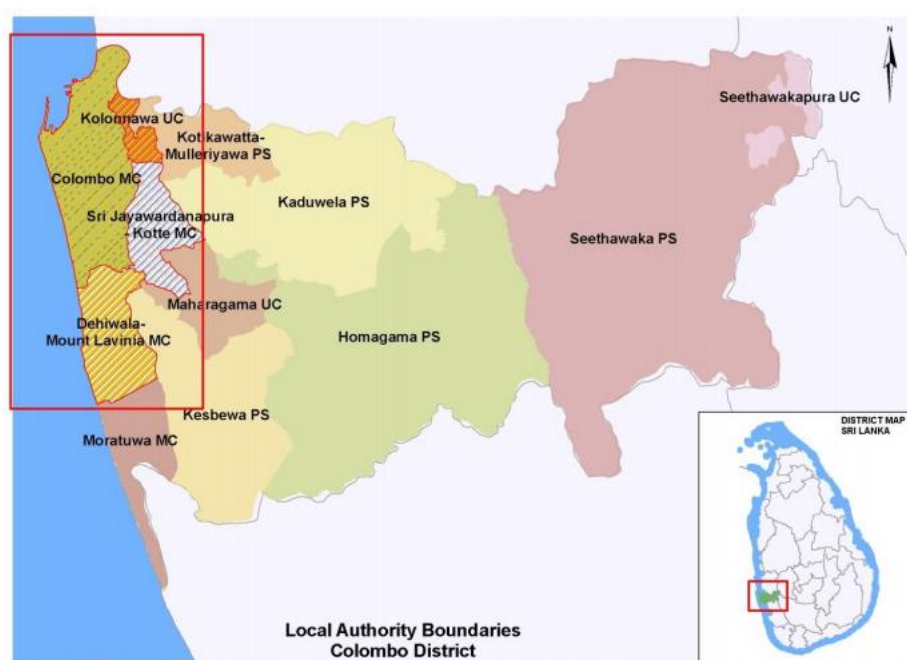 N
Seethawakapura UC
Kolonnawa UC
Kotikawatta-
Mulleriyawa PS
Colombo MC
Kaduwela PS
Sri Jayawardanapura
- Kotte MC
Seethawaka PS
Maharagama UC
Dehiwala-
Mount Lavinia MC
Homagama PS
Kesbewa PS
Moratuwa MC
DISTRICT MAP
SRI LANKA
Local Authority Boundaries
Colombo District